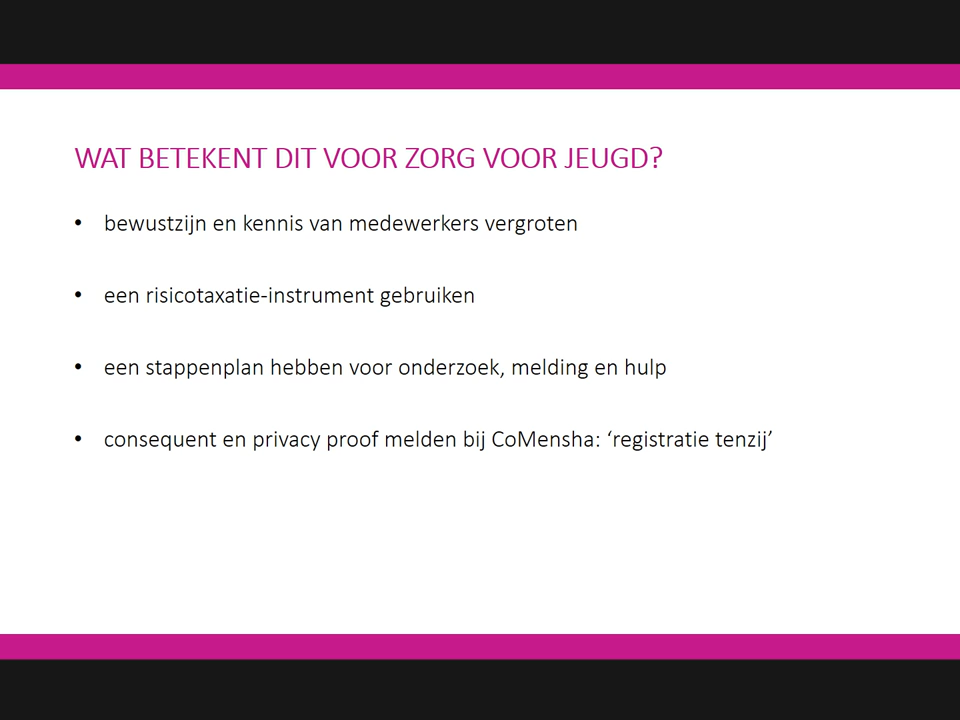 WAT BETEKENT DIT VOOR ZORG VOOR JEUGD?
• bewustzijn en kennis van medewerkers vergroten
• een risicotaxatie-instrument gebruiken
• een stappenplan hebben voor onderzoek, melding en hulp
• consequent en privacy proof melden bij CoMensha: ‘registratie tenzij’